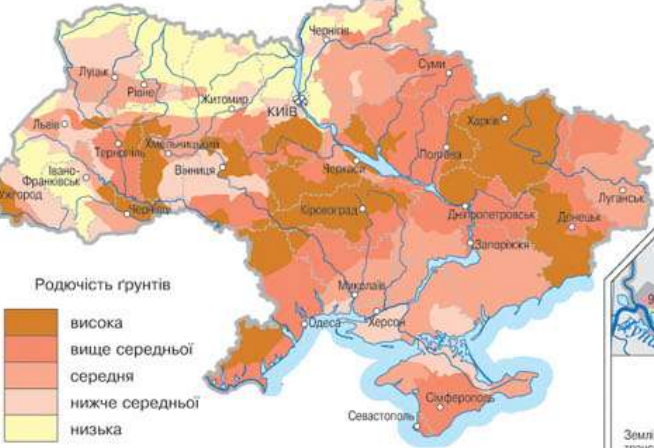 Чернігів
Суми
Луцьк
Рівне
Житомир
КИЇВ
Львів
Харків
Тернопіль
Хмельницький
Полтава
Івано-
Франківськ
Вінниця
Черкаси
Луганськ
Ужгород
Чернівці
Кіровоград
Дніпропетровськ
Донецьк
Запоріжжя
Родючість ґрунтів
Миколаїв
висока
Одеса
Херсон
вище середньої
середня
нижче середньої
Сімферополь
низька
Севастополь
Землі